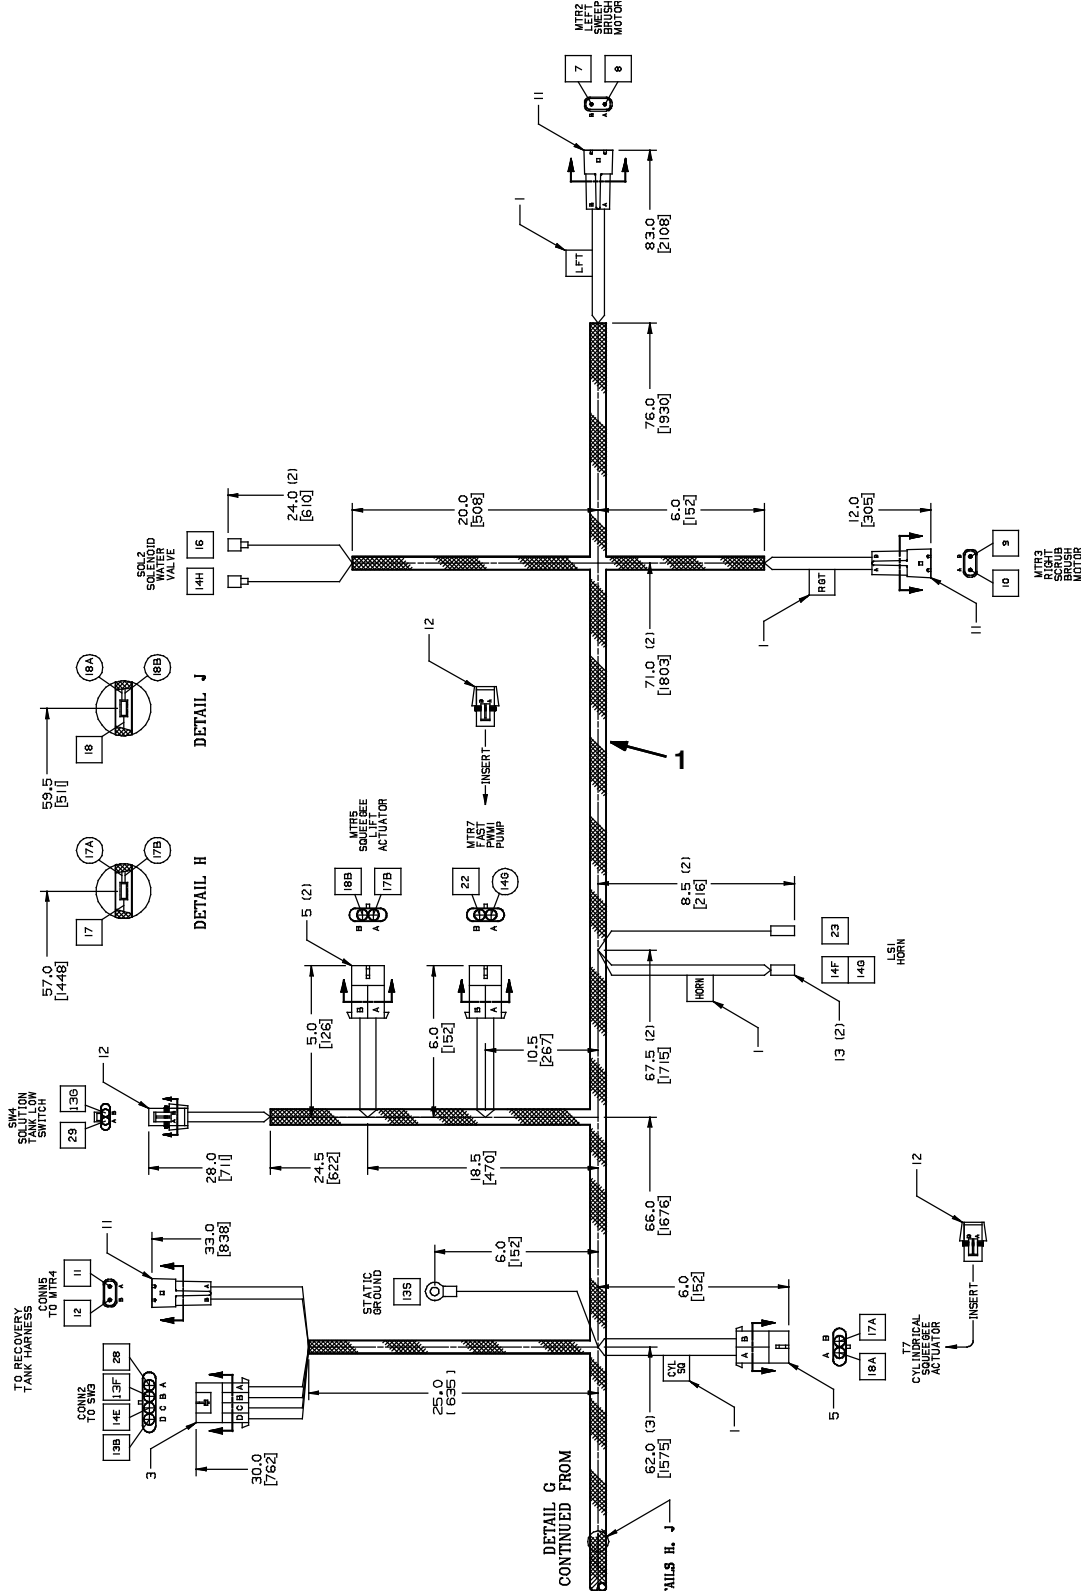 MTR2
LEFT
SWEEP
BRUSH
MOTOR
7
8
B
A
11
1
LFT
B
A
83.0
[2108]
76.0
[1930]
24.0 (2)
[610]
SOL2
SOLENOID
WATER
VALVE
16
14H
20.0
[508]
6.0
[152]
12.0
[305]
71.0 (2)
[1803]
1
RGT
11
B
A
9
10
MTR3
RIGHT
SCRUB
BRUSH
MOTOR
59.5
[511]
18A
18B
18
DETAIL J
57.0
[1448]
17A
17B
17
DETAIL H
12
INSERT
1
MTR5
SQUEEGEE
LIFT
ACTUATOR
18B
17B
B
A
5 (2)
MTR7
FAST
PWM1
PUMP
22
14G
B
A
5.0
[126]
6.0
[152]
10.5
[267]
B
A
B
A
8.5 (2)
[216]
23
14F
14G
LS1
HORN
HORN
1
13 (2)
67.5 (2)
[1715]
SW4
SOLUTION
TANK LOW
SWITCH
13G
29
A
B
12
28.0
[711]
24.5
[622]
18.5
[470]
66.0
[1676]
TO RECOVERY
TANK HARNESS
CONN5
TO MTR4
11
12
A
B
11
33.0
[838]
A
B
CONN2
TO SW3
28
13F
14E
13B
D C B A
3
D C B A
30.0
[762]
25.0
[635]
STATIC
GROUND
13S
6.0
[152]
6.0
[152]
62.0 (3)
[1575]
CYL
SQ
1
A B
5
A B
17A
18A
T7
CYLINDRICAL
SQUEEGEE
ACTUATOR
INSERT
12
DETAIL G
CONTINUED FROM
TAILS H, J